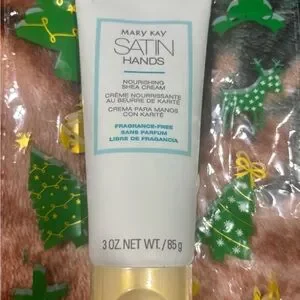 MARY KAY
SATIN
HANDS
NOURISHING
SHEA CREAM
CRÈME NOURRISSANTE
AU BEURRE DE KARITÉ
CREMA PARA MANOS
CON KARITÉ
FRAGRANCE-FREE
SANS PARFUM
LIBRE DE FRAGANCIA
3 OZ. NET WT./85 g